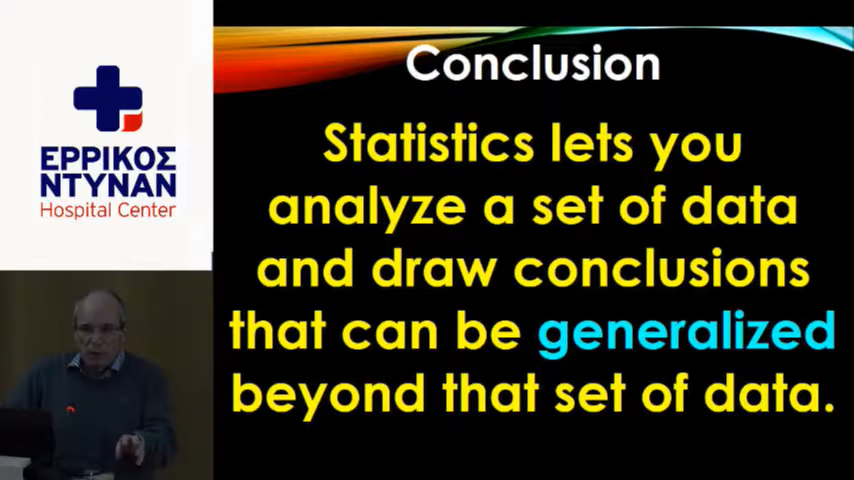 ΕΡΡΙΚΟΣ
ΝΤΥΝΑΝ
Hospital Center
Conclusion
Statistics lets you
analyze a set of data
and draw conclusions
that can be generalized
beyond that set of data.